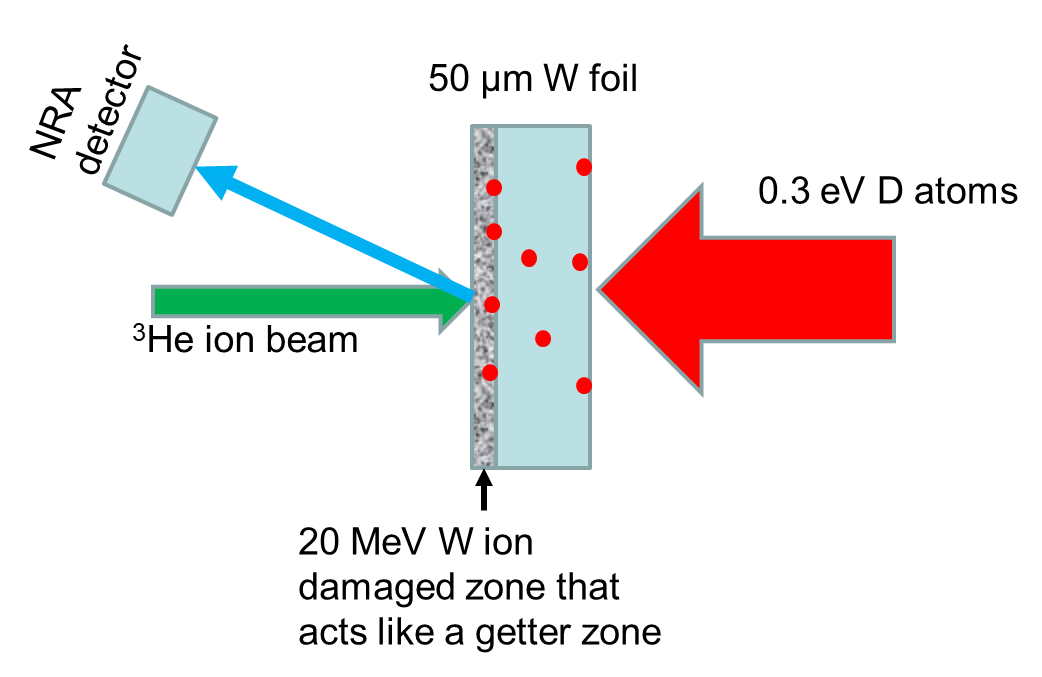 NRA
detector
50 µm W foil
0.3 eV D atoms
³He ion beam
20 MeV W ion
damaged zone that
acts like a getter zone